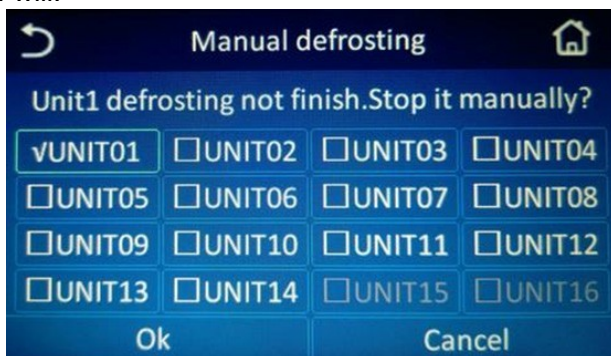 Manual defrosting
Unit1 defrosting not finish.Stop it manually?
√UNIT01 ☐UNIT02 ☐UNIT03 ☐UNIT04
☐UNIT05 ☐UNIT06 ☐UNIT07 ☐UNIT08
☐UNIT09 ☐UNIT10 ☐UNIT11 ☐UNIT12
☐UNIT13 ☐UNIT14 ☐UNIT15 ☐UNIT16
Ok Cancel